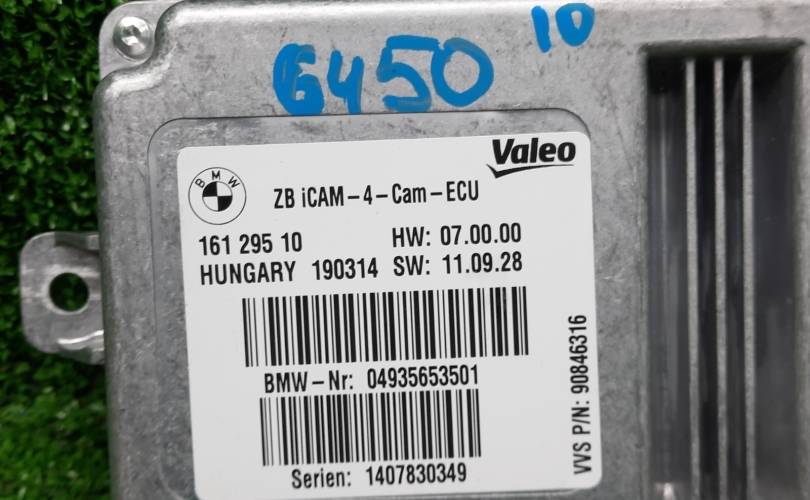 10
6450
Valeo
BMW
ZB iCAM-4-Cam-ECU
161 295 10 HW: 07.00.00
HUNGARY 190314 SW: 11.09.28
BMW-Nr: 04935653501
Serien: 1407830349
VVS P/N: 90846316